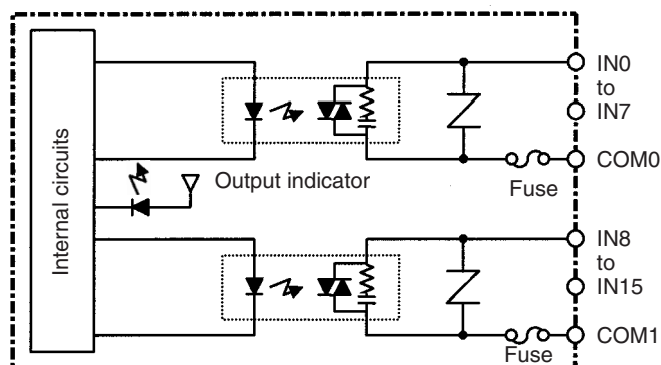 Internal circuits
IN0
to
IN7
COM0
Fuse
Output indicator
IN8
to
IN15
COM1
Fuse